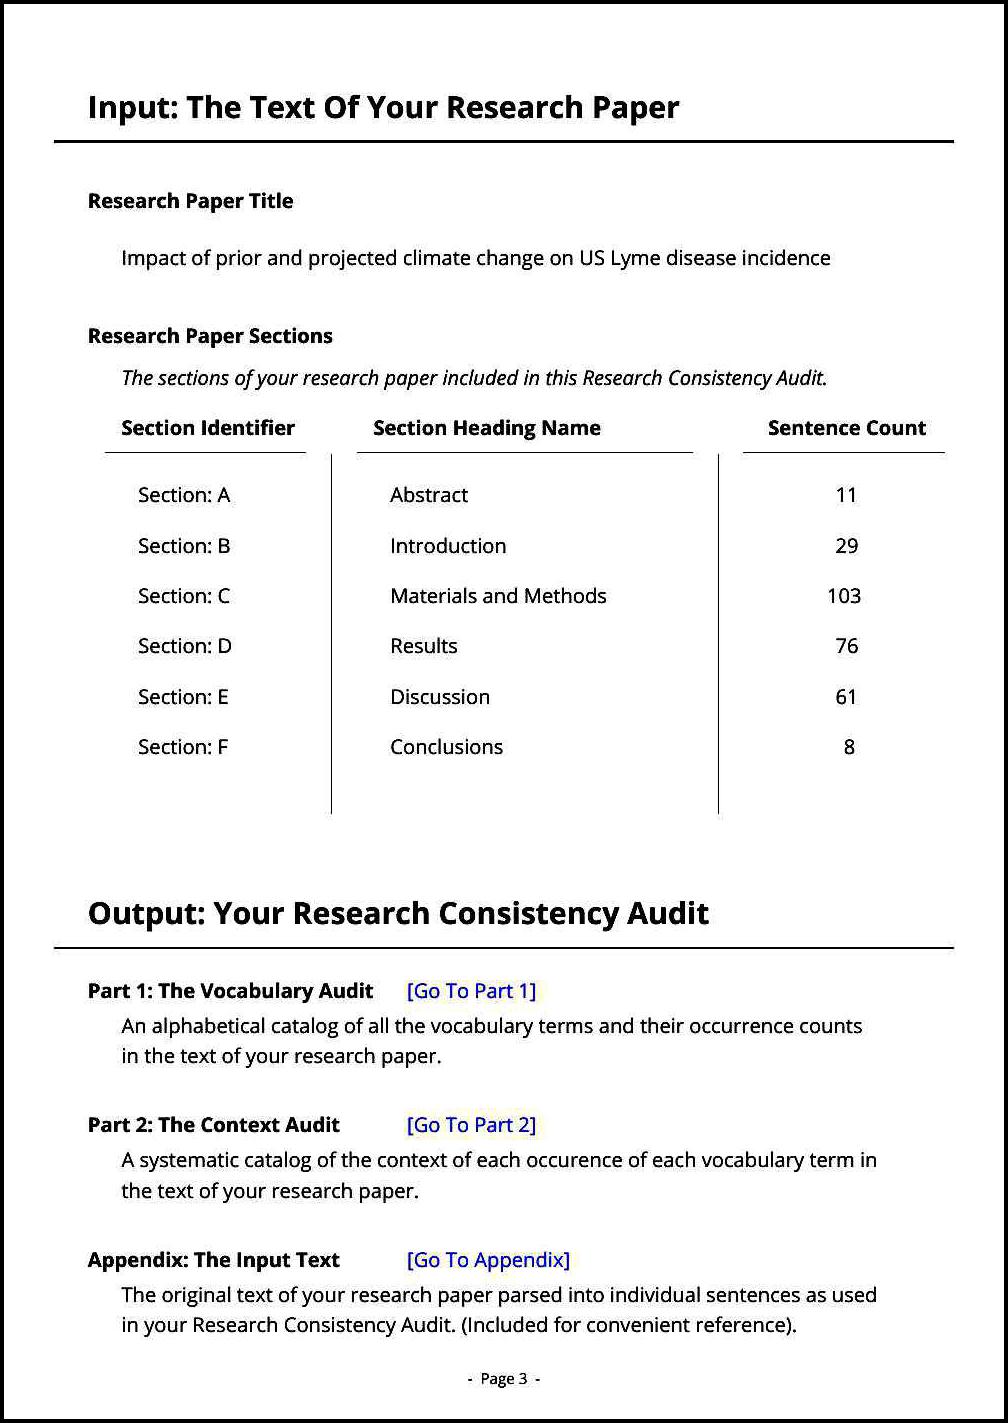 Input: The Text Of Your Research Paper
Research Paper Title
Impact of prior and projected climate change on US Lyme disease incidence
Research Paper Sections
The sections of your research paper included in this Research Consistency Audit.
Section Identifier Section Heading Name Sentence Count
Section: A Abstract 11
Section: B Introduction 29
Section: C Materials and Methods 103
Section: D Results 76
Section: E Discussion 61
Section: F Conclusions 8
Output: Your Research Consistency Audit
Part 1: The Vocabulary Audit [Go To Part 1]
An alphabetical catalog of all the vocabulary terms and their occurrence counts
in the text of your research paper.
Part 2: The Context Audit [Go To Part 2]
A systematic catalog of the context of each occurence of each vocabulary term in
the text of your research paper.
Appendix: The Input Text [Go To Appendix]
The original text of your research paper parsed into individual sentences as used
in your Research Consistency Audit. (Included for convenient reference).
- Page 3 -